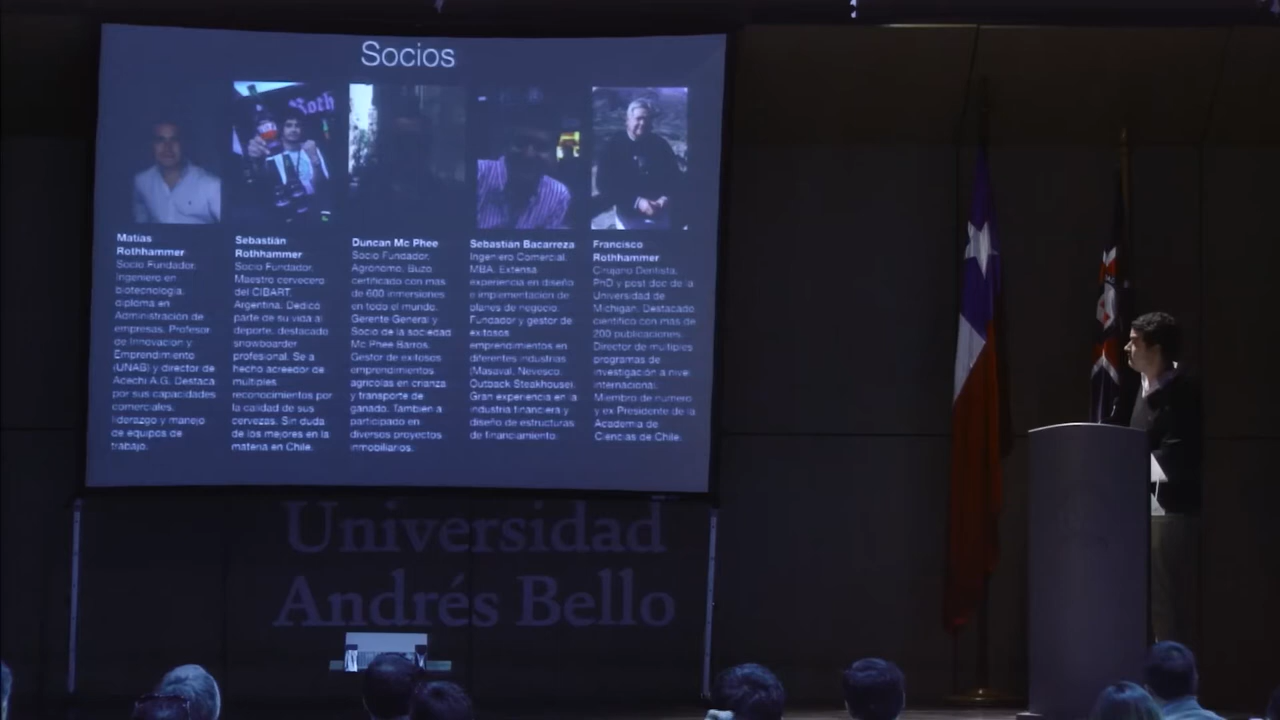 Socios
Roth
Matías
Rothhammer
Socio Fundador.
Ingeniero en
biotecnología,
diploma en
Administración de
empresas. Profesor
de Innovación y
Emprendimiento
(UNAB) y director de
Acechi A.G. Destaca
por sus capacidades
comerciales,
liderazgo y manejo
de equipos de
trabajo.
Sebastián
Rothhammer
Socio Fundador.
Maestro cervecero
del CIBART,
Argentina. Dedicó
parte de su vida al
deporte, destacado
snowboarder
profesional. Se a
hecho acreedor de
multiples
reconocimientos por
la calidad de sus
cervezas. Sin duda
de los mejores en la
materia en Chile.
Duncan Mc Phee
Socio Fundador.
Agrónomo. Buzo
certificado con mas
de 600 inmersiones
en todo el mundo.
Gerente General y
Socio de la sociedad
Mc Phee Barros.
Gestor de exitosos
emprendimientos
agrícolas en crianza
y transporte de
ganado. También a
participado en
diversos proyectos
inmobiliarios.
Sebastián Bacarreza
Ingeniero Comercial,
MBA. Extensa
experiencia en diseño
e implementación de
planes de negocio.
Fundador y gestor de
exitosos
emprendimientos en
diferentes industrias
(Masaval, Nevesco,
Outback Steakhouse).
Gran experiencia en la
industria financiera y
diseño de estructuras
de financiamiento.
Francisco
Rothhammer
Cirujano Dentista,
PhD y post doc de la
Universidad de
Michigan. Destacado
científico con mas de
200 publicaciones.
Director de multiples
programas de
investigación a nivel
internacional.
Miembro de numero
y ex Presidente de la
Academia de
Ciencias de Chile.
Universidad
Andrés Bello